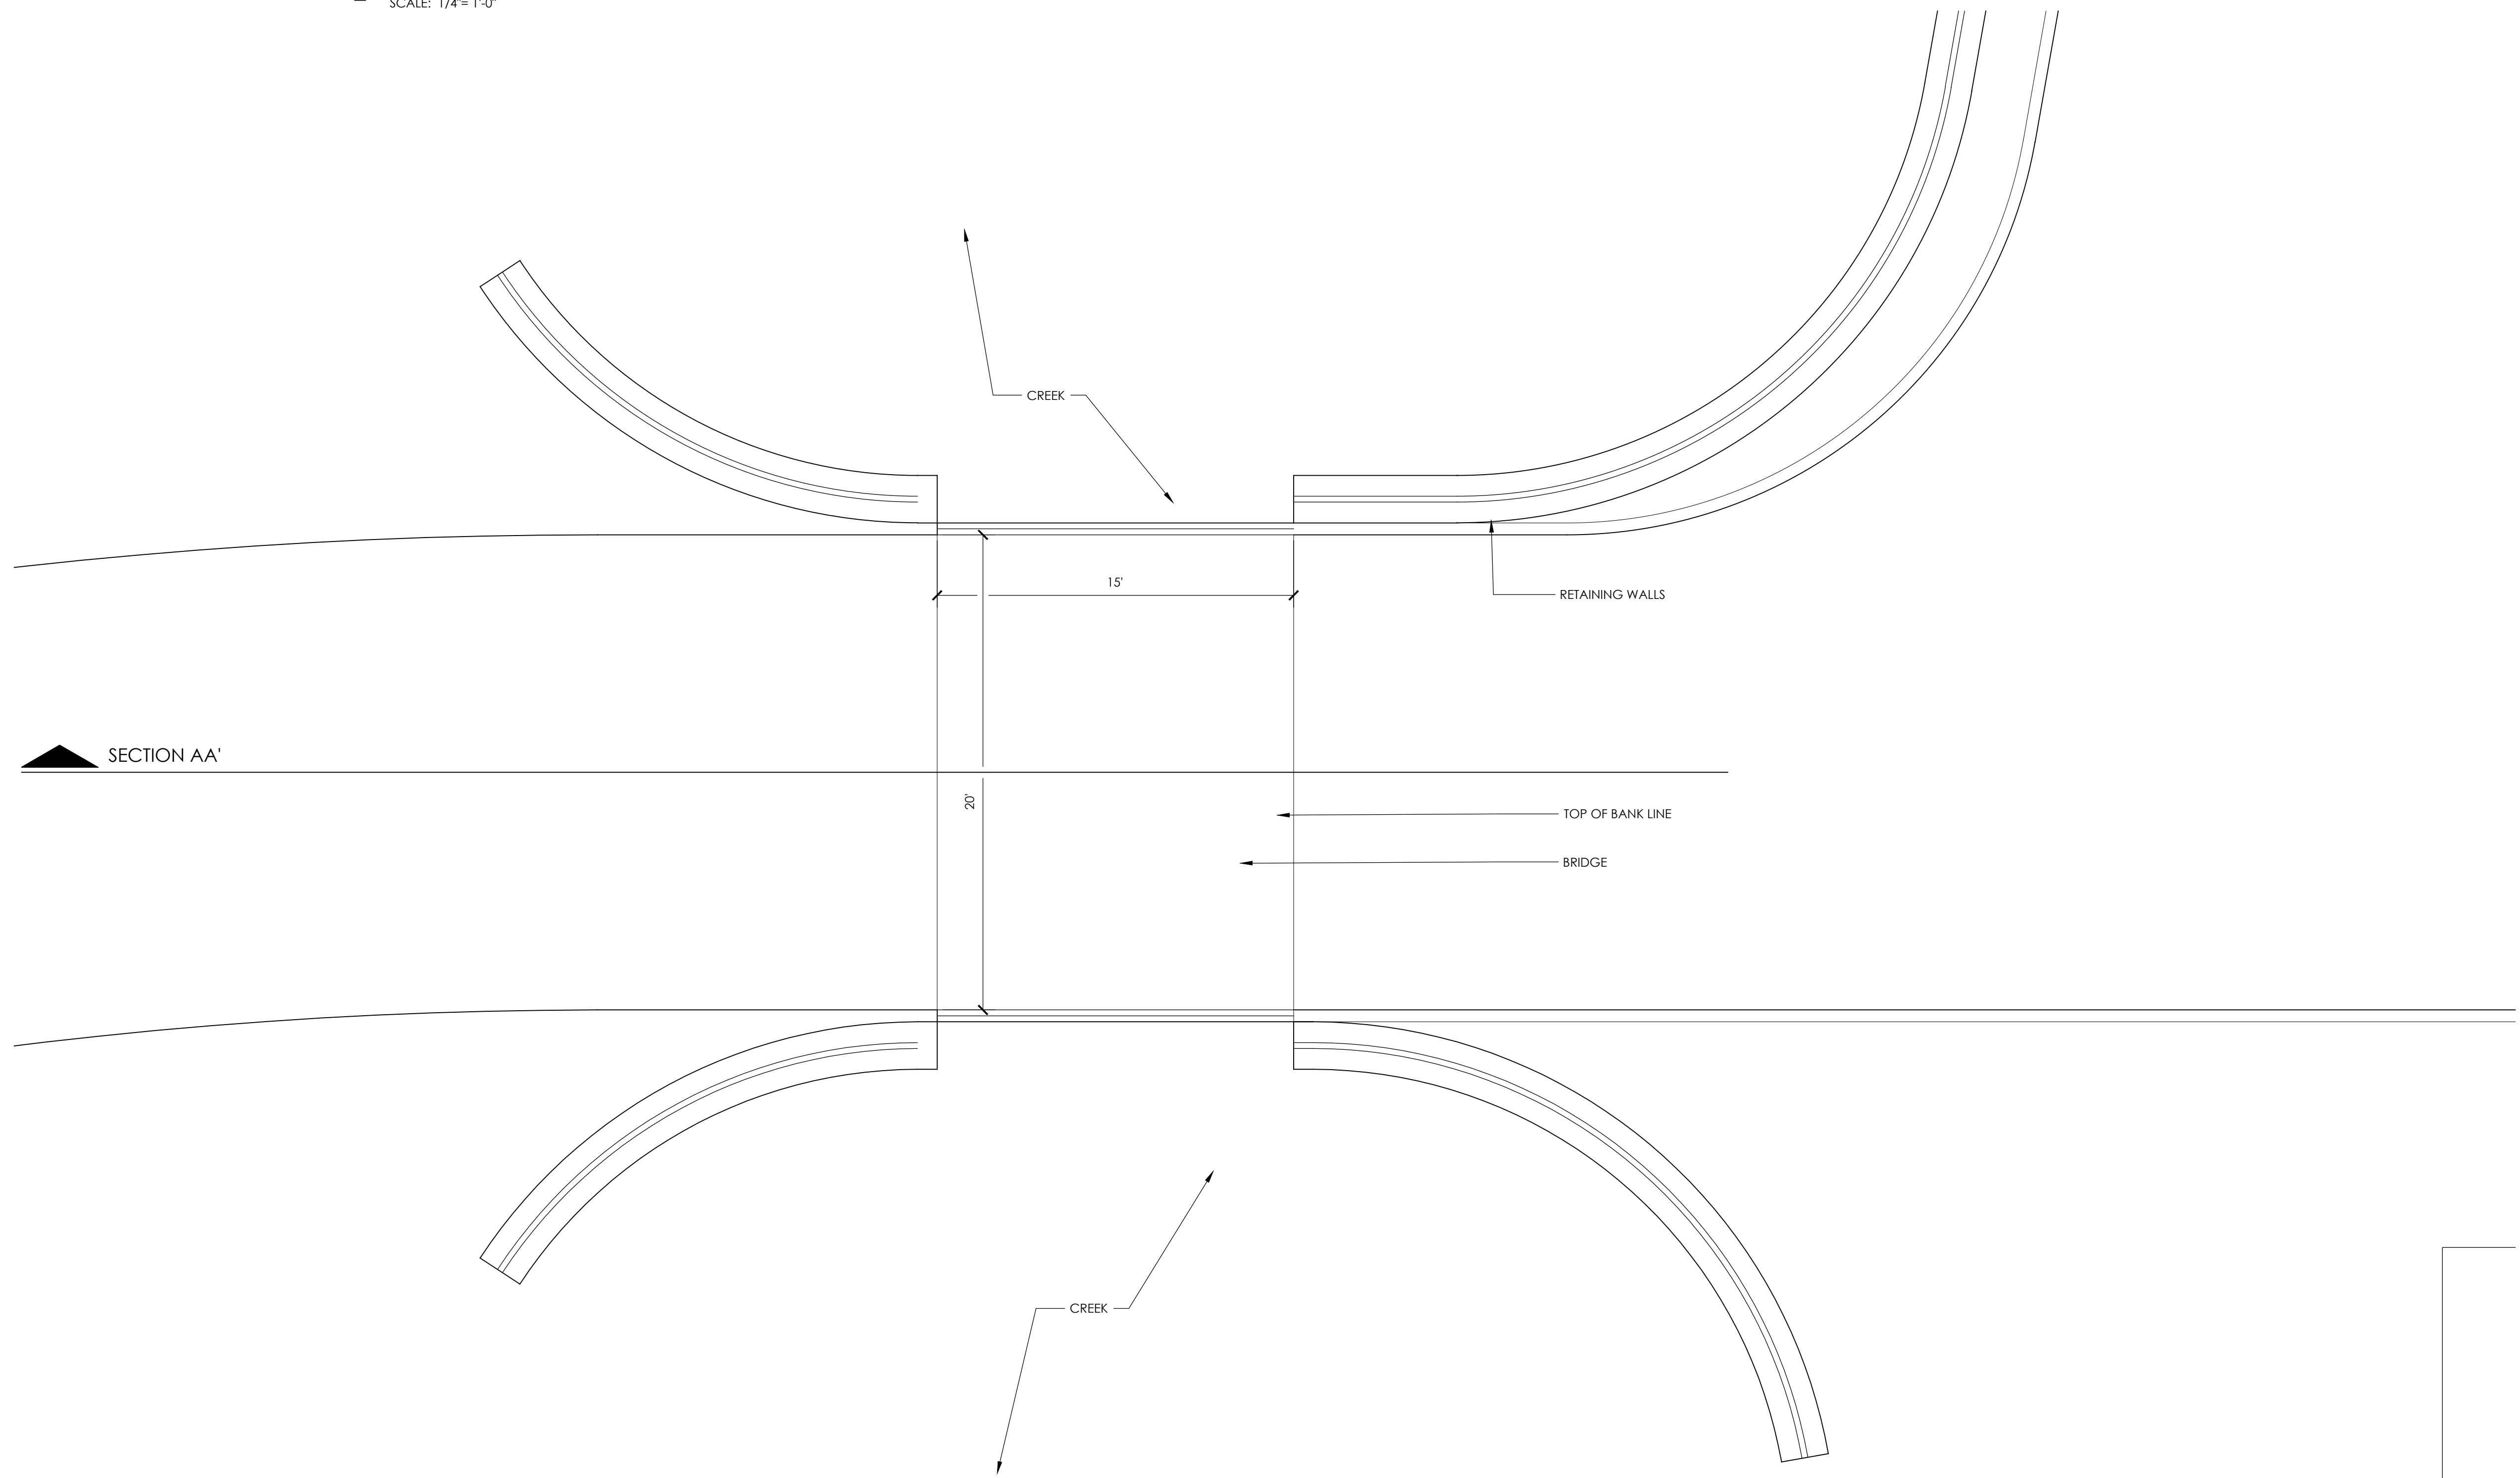 SCALE: 1/4"= 1'-0"
CREEK
15'
RETAINING WALLS
SECTION AA'
20'
TOP OF BANK LINE
BRIDGE
CREEK